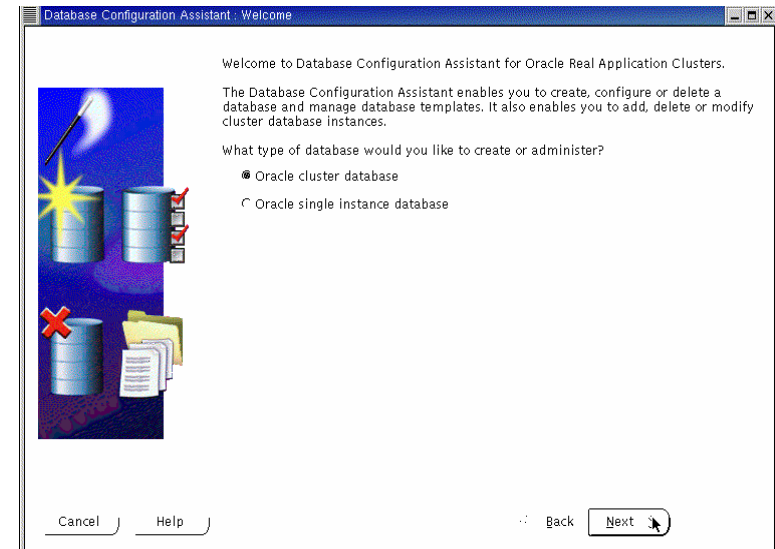 Database Configuration Assistant : Welcome
Welcome to Database Configuration Assistant for Oracle Real Application Clusters.
The Database Configuration Assistant enables you to create, configure or delete a
database and manage database templates. It also enables you to add, delete or modify
cluster database instances.
What type of database would you like to create or administer?
Oracle cluster database
Oracle single instance database
Cancel
Help
Back
Next